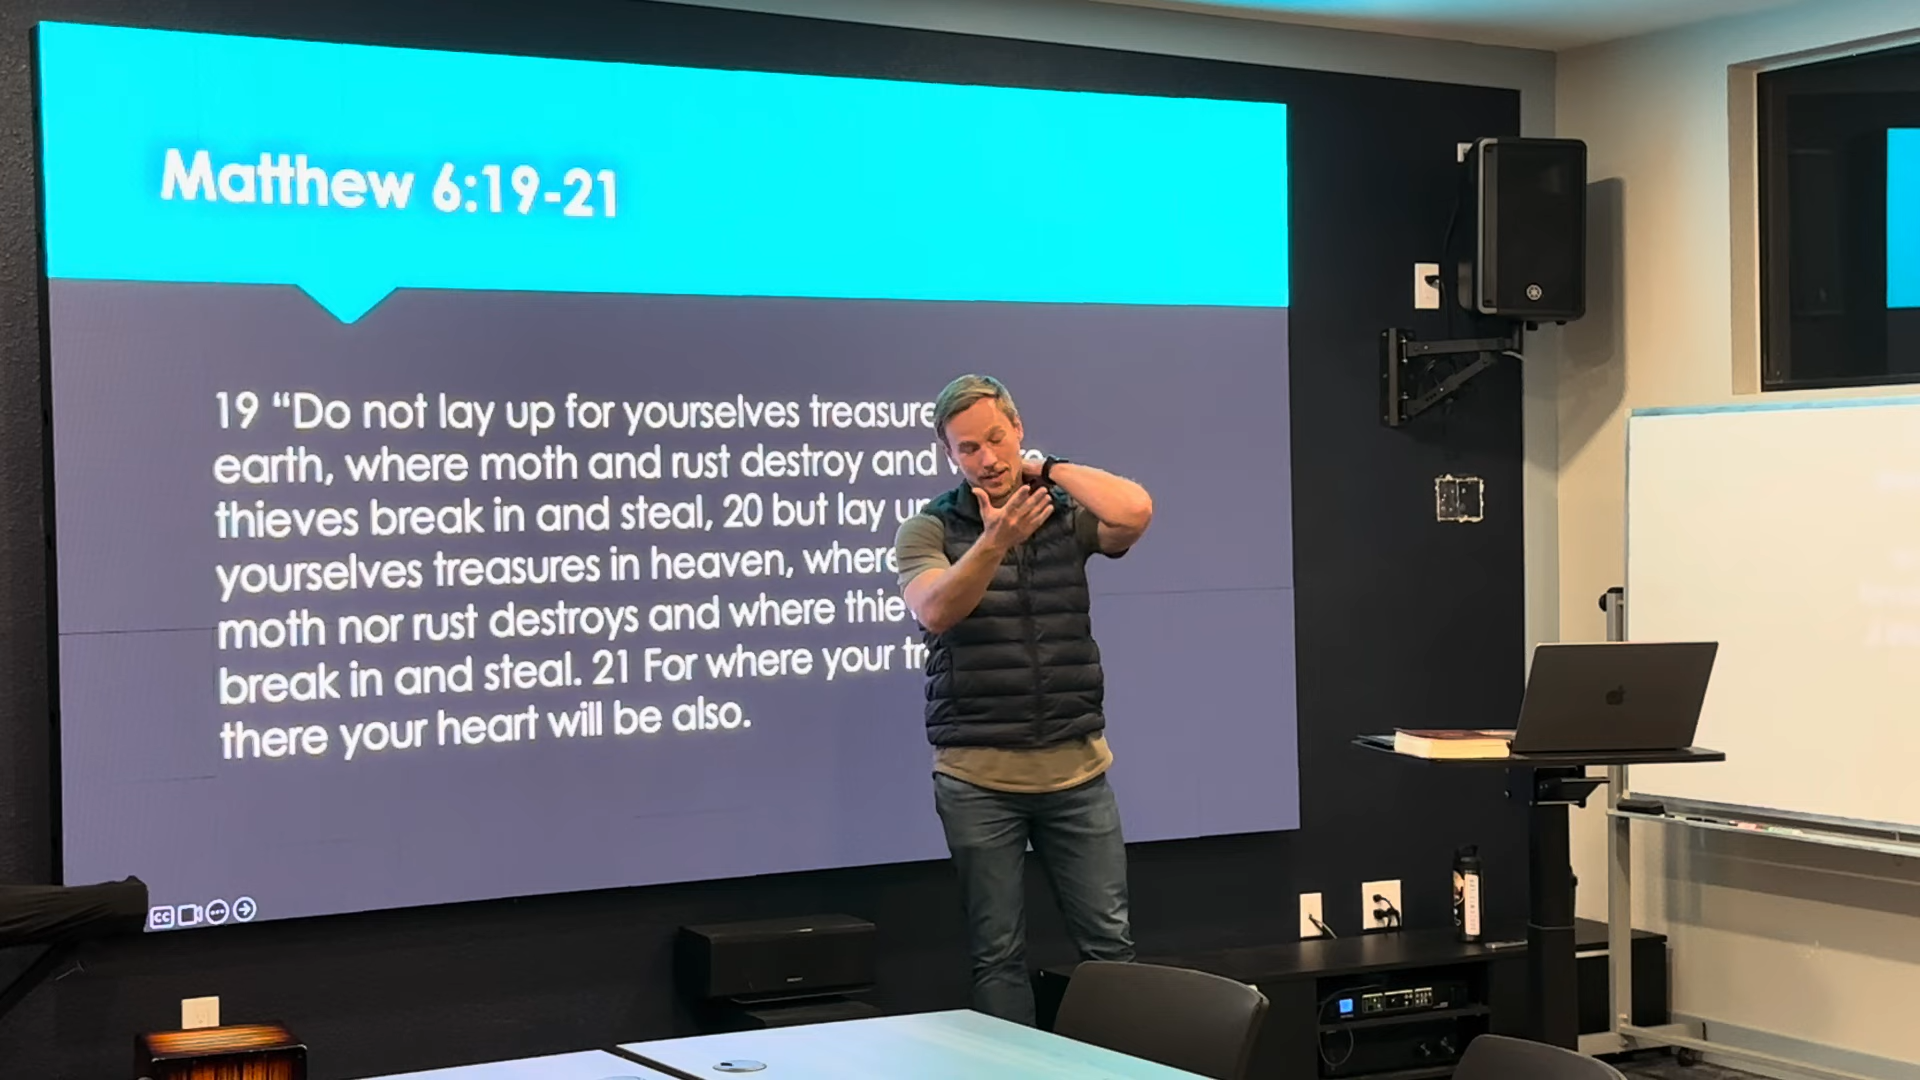 Matthew 6:19-21
19 “Do not lay up for yourselves treasure
earth, where moth and rust destroy and
thieves break in and steal, 20 but lay up
yourselves treasures in heaven, where
moth nor rust destroys and where
break in and steal. 21 For where your
there your heart will be also.
CC